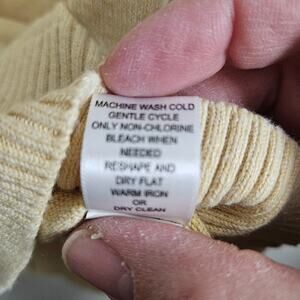 MACHINE WASH COLD
GENTLE CYCLE
ONLY NON-CHLORINE
BLEACH WHEN
NEEDED
RESHAPE AND
DRY FLAT
WARM IRON
OR
DRY CLEAN